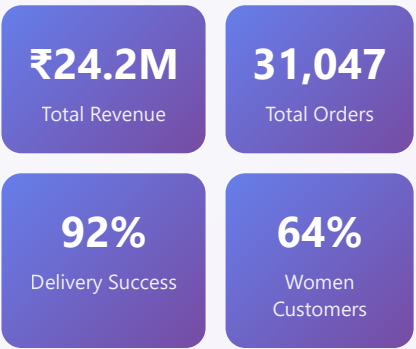 ₹24.2M
Total Revenue
31,047
Total Orders
92%
Delivery Success
64%
Women
Customers